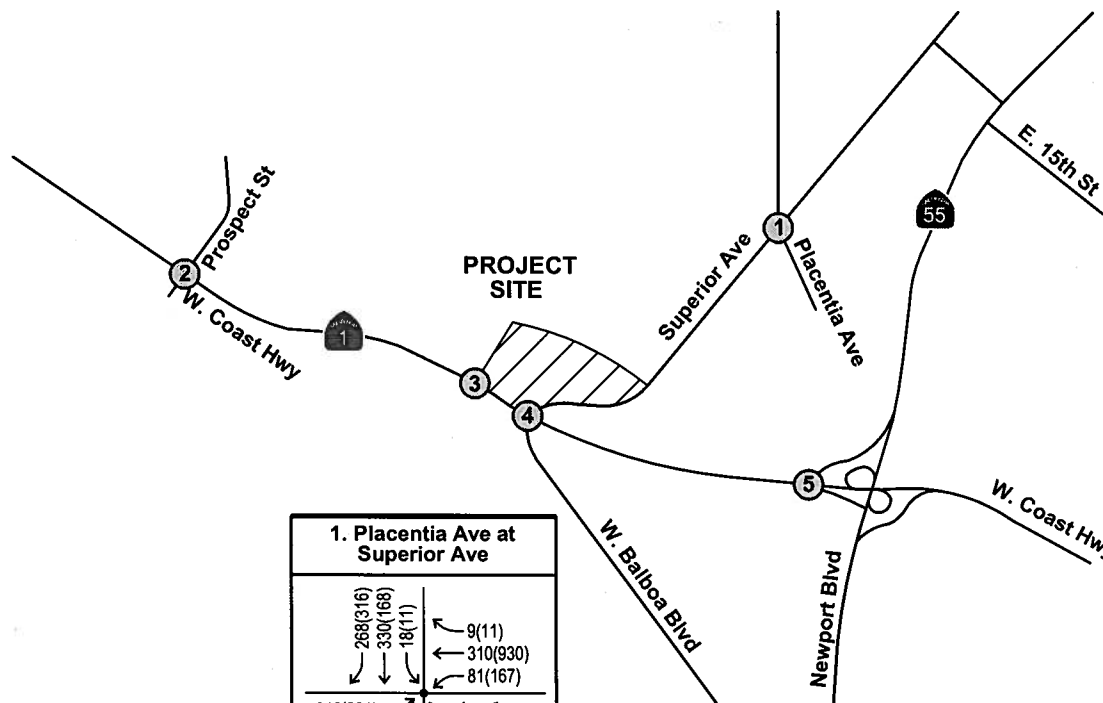 E. 15th St
55
1
Prospect St
Superior Ave
Placentia Ave
PROJECT
SITE
2
W. Coast Hwy
1
3
4
5
W. Coast Hwy
W. Balboa Blvd
Newport Blvd
1. Placentia Ave at
Superior Ave
268(316)
330(168)
18(11)
9(11)
310(930)
81(167)